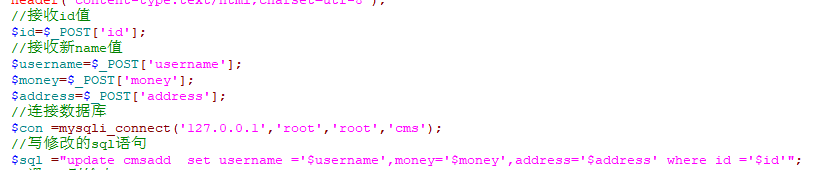 header('content-type:text/html;charset=utf-8');
//接收id值
$id=$_POST['id'];
//接收新name值
$username=$_POST['username'];
$money=$_POST['money'];
$address=$_POST['address'];
//连接数据库
$con =mysqli_connect('127.0.0.1','root','root','cms');
//写修改的sql语句
$sql ="update cmsadd  set username ='$username',money='$money',address='$address' where id ='$id'";